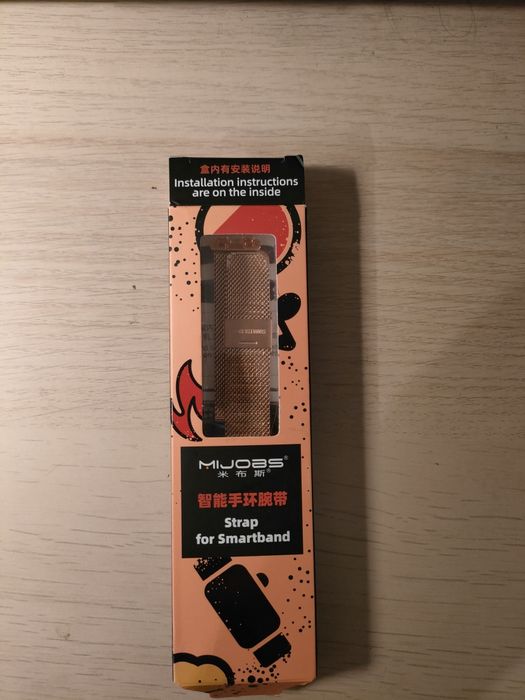 盒内有安装说明
Installation instructions
are on the inside
MIJOBS®
米布斯®
智能手环腕带
Strap
for Smartband